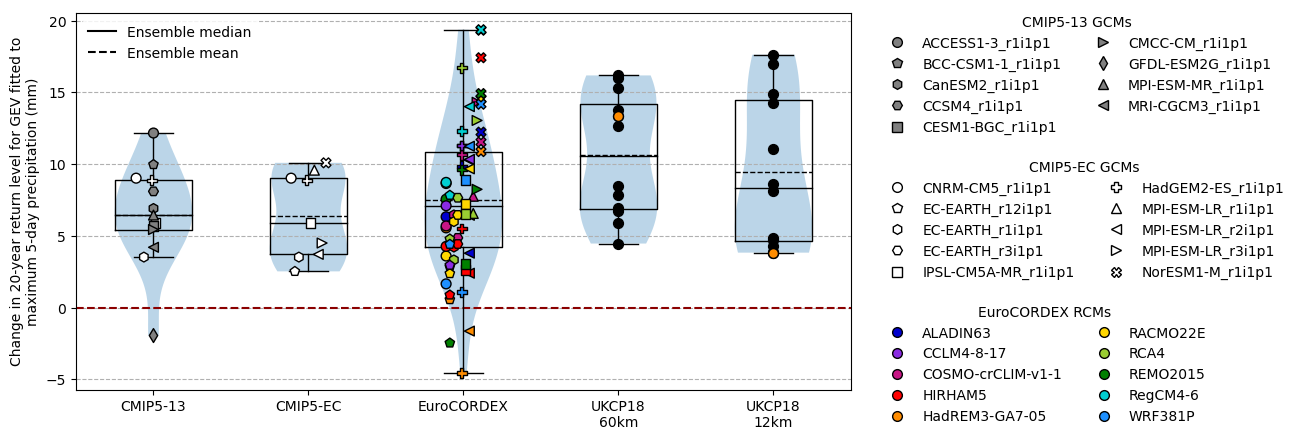 Change in 20-year return level for GEV fitted to
maximum 5-day precipitation (mm)
20
15
10
5
0
−5
Ensemble median
Ensemble mean
CMIP5-13
CMIP5-EC
EuroCORDEX
UKCP18
60km
UKCP18
12km
CMIP5-13 GCMs
ACCESS1-3_r1i1p1
BCC-CSM1-1_r1i1p1
CanESM2_r1i1p1
CCSM4_r1i1p1
CESM1-BGC_r1i1p1
CMCC-CM_r1i1p1
GFDL-ESM2G_r1i1p1
MPI-ESM-MR_r1i1p1
MRI-CGCM3_r1i1p1
CMIP5-EC GCMs
CNRM-CM5_r1i1p1
EC-EARTH_r12i1p1
EC-EARTH_r1i1p1
EC-EARTH_r3i1p1
IPSL-CM5A-MR_r1i1p1
HadGEM2-ES_r1i1p1
MPI-ESM-LR_r1i1p1
MPI-ESM-LR_r2i1p1
MPI-ESM-LR_r3i1p1
NorESM1-M_r1i1p1
EuroCORDEX RCMs
ALADIN63
CCLM4-8-17
COSMO-crCLIM-v1-1
HIRHAM5
HadREM3-GA7-05
RACMO22E
RCA4
REMO2015
RegCM4-6
WRF381P